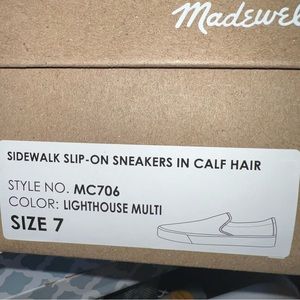 Madewel
SIDEWALK SLIP-ON SNEAKERS IN CALF HAIR
STYLE NO. MC706
COLOR: LIGHTHOUSE MULTI
SIZE 7